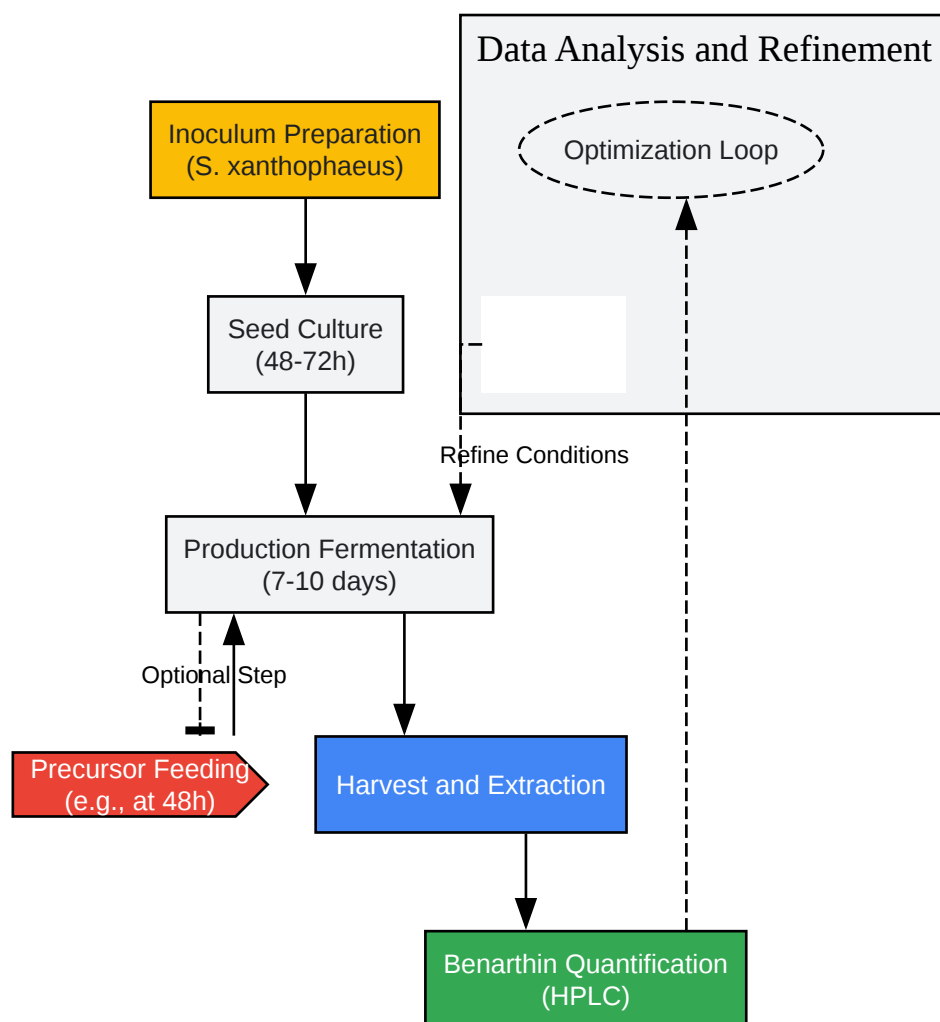 Data Analysis and Refinement
Inoculum Preparation
(S. xanthophaeus)
Optimization Loop
Seed Culture
(48-72h)
Refine Conditions
Production Fermentation
(7-10 days)
Optional Step
Precursor Feeding
(e.g., at 48h)
Harvest and Extraction
Benarthin Quantification
(HPLC)